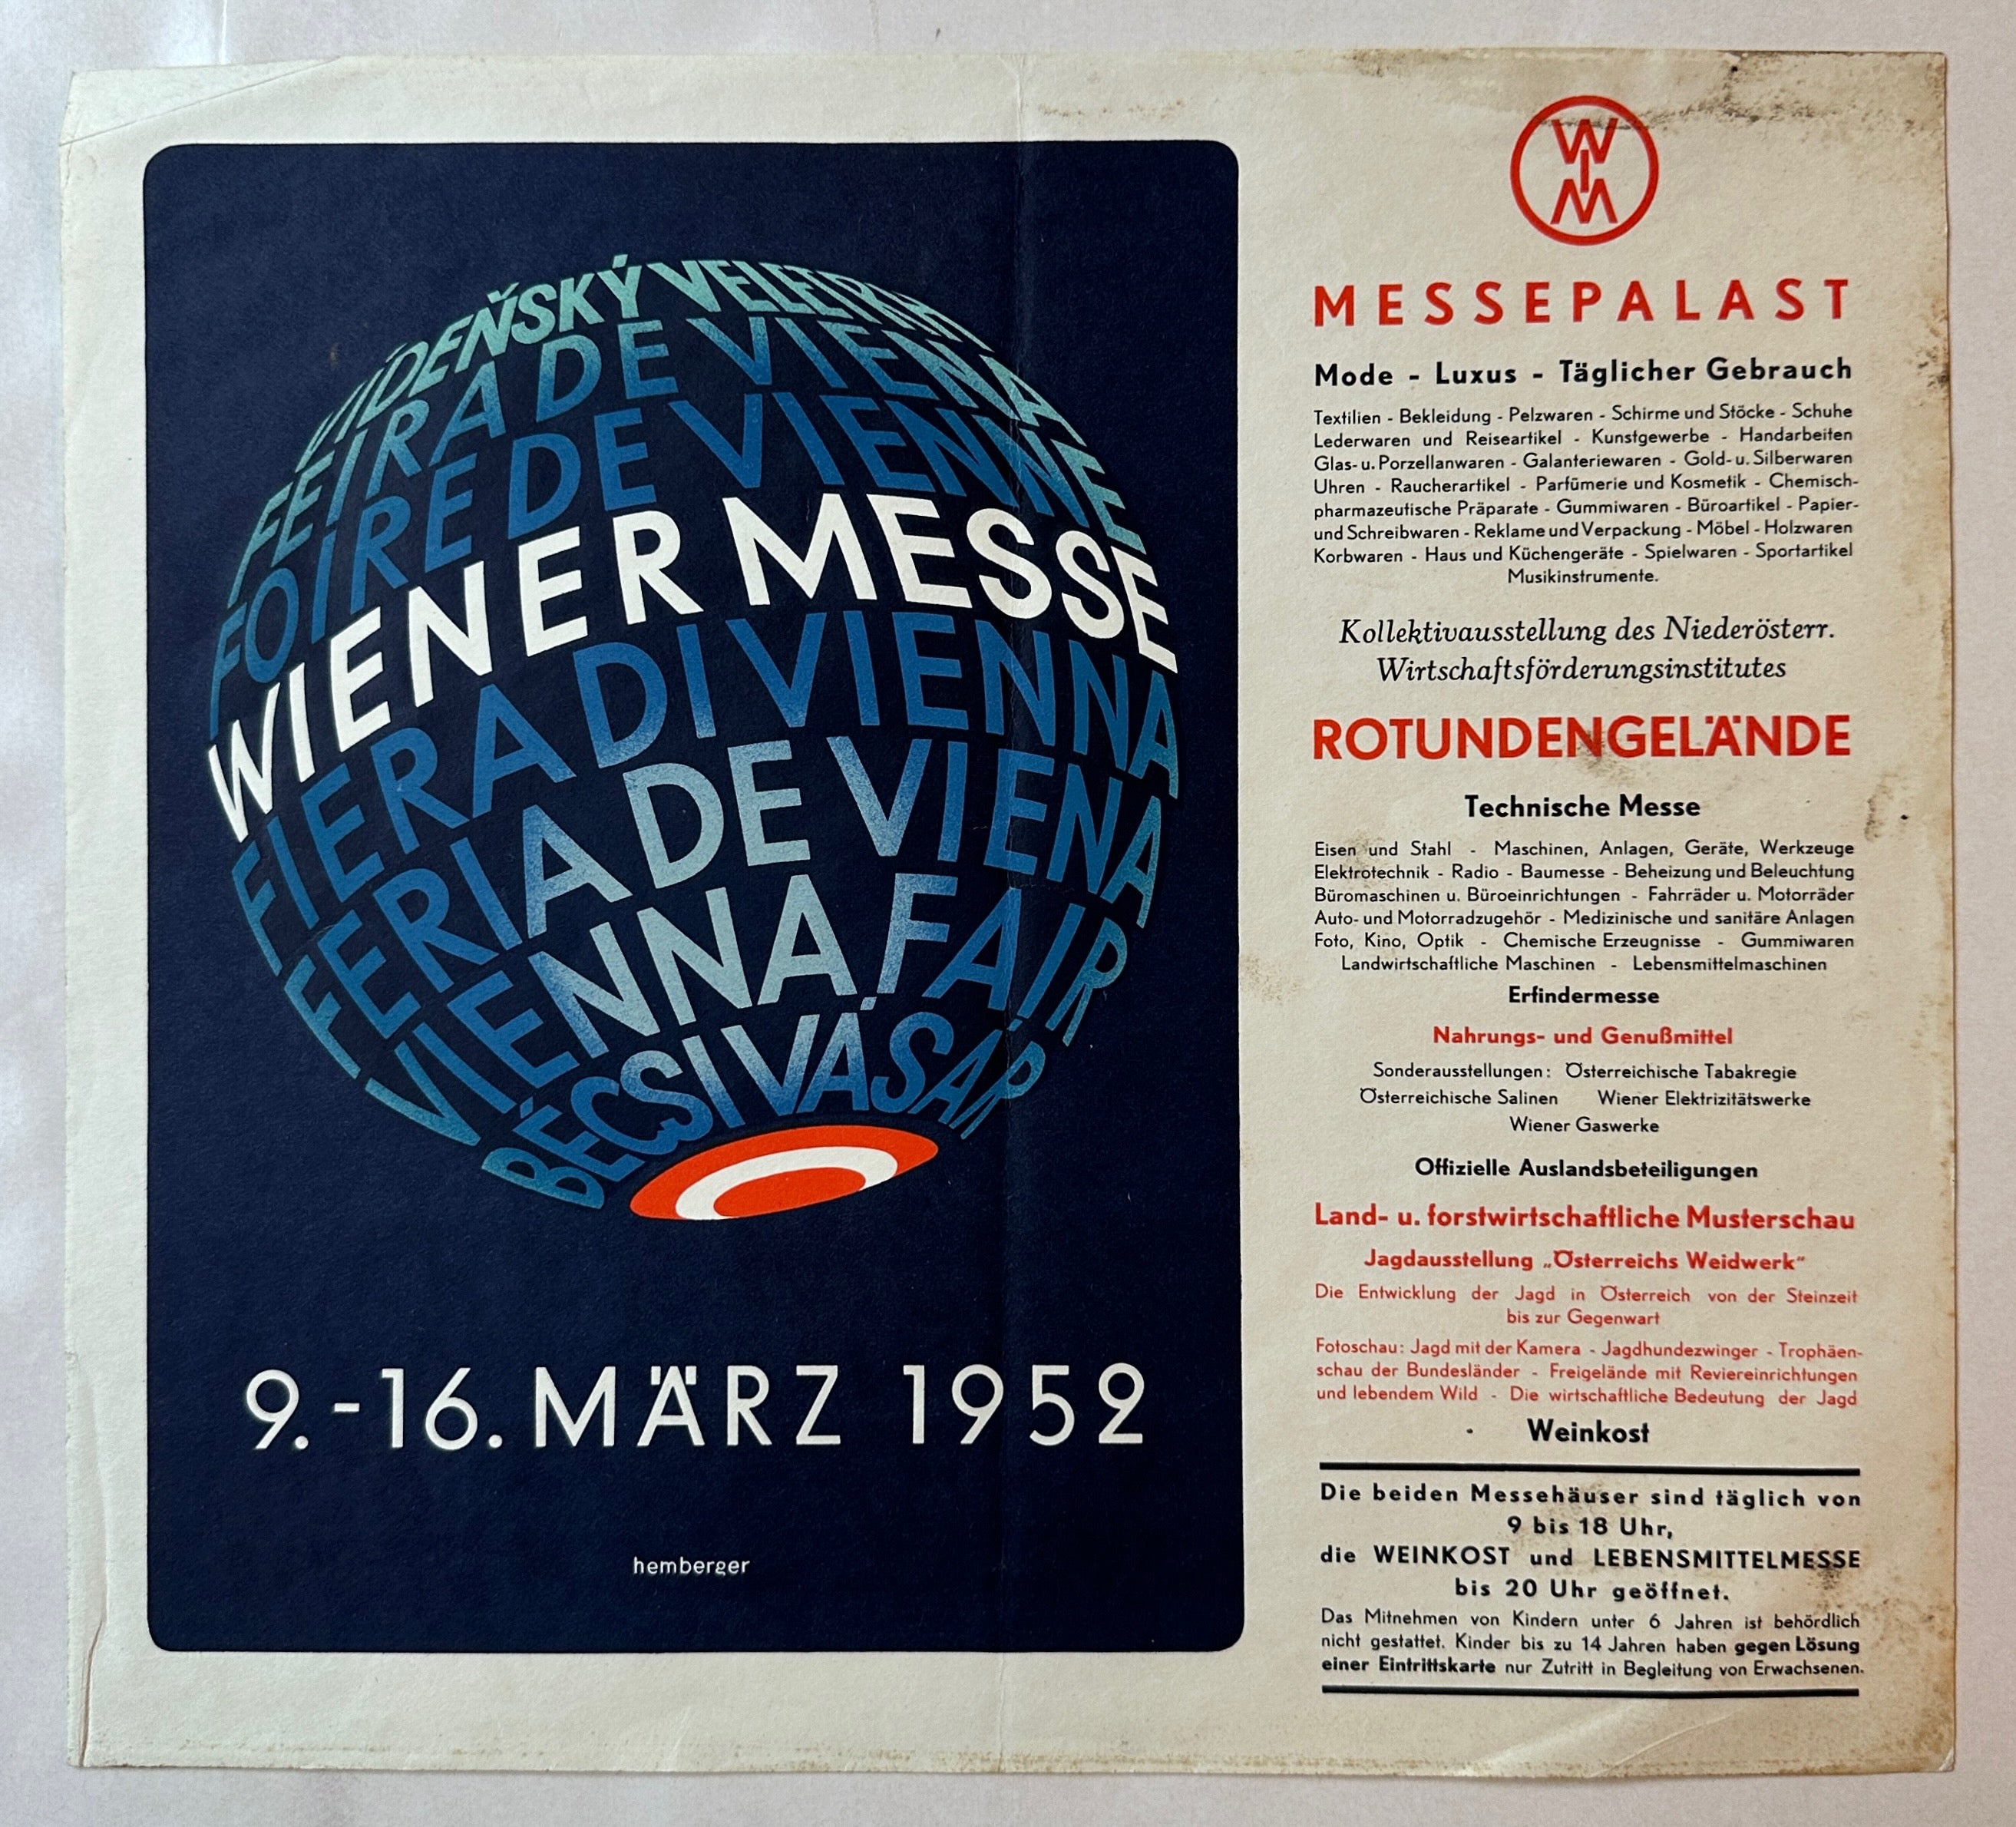 VIDEŇSKÝ VELETRH
FEIRA DE VIENA
FOIRE DE VIENNE
WIENER MESSE
FIERA DI VIENNA
FERIA DE VIENA
VIENNA FAIR
BÉCSI VÁSÁR
9.-16. MÄRZ 1952
hemberger
WIM
MESSEPALAST
Mode - Luxus - Täglicher Gebrauch
Textilien - Bekleidung - Pelzwaren - Schirme und Stöcke - Schuhe
Lederwaren und Reiseartikel - Kunstgewerbe - Handarbeiten
Glas- u. Porzellanwaren - Galanteriewaren - Gold- u. Silberwaren
Uhren - Raucherartikel - Parfümerie und Kosmetik - Chemisch-
pharmazeutische Präparate - Gummiwaren - Büroartikel - Papier-
und Schreibwaren - Reklame und Verpackung - Möbel - Holzwaren
Korbwaren - Haus und Küchengeräte - Spielwaren - Sportartikel
Musikinstrumente.
Kollektivausstellung des Niederösterr.
Wirtschaftsförderungsinstitutes
ROTUNDENGELÄNDE
Technische Messe
Eisen und Stahl - Maschinen, Anlagen, Geräte, Werkzeuge
Elektrotechnik - Radio - Baumesse - Beheizung und Beleuchtung
Büromaschinen u. Büroeinrichtungen - Fahrräder u. Motorräder
Auto- und Motorradzugehör - Medizinische und sanitäre Anlagen
Foto, Kino, Optik - Chemische Erzeugnisse - Gummiwaren
Landwirtschaftliche Maschinen - Lebensmittelmaschinen
Erfindermesse
Nahrungs- und Genußmittel
Sonderausstellungen: Österreichische Tabakregie
Österreichische Salinen Wiener Elektrizitätswerke
Wiener Gaswerke
Offizielle Auslandsbeteiligungen
Land- u. forstwirtschaftliche Musterschau
Jagdausstellung „Österreichs Weidwerk“
Die Entwicklung der Jagd in Österreich von der Steinzeit
bis zur Gegenwart
Fotoschau: Jagd mit der Kamera - Jagdhundezwinger - Trophäen-
schau der Bundesländer - Freigelände mit Reviereinrichtungen
und lebendem Wild - Die wirtschaftliche Bedeutung der Jagd
Weinkost
Die beiden Messehäuser sind täglich von
9 bis 18 Uhr,
die WEINKOST und LEBENSMITTELMESSE
bis 20 Uhr geöffnet.
Das Mitnehmen von Kindern unter 6 Jahren ist behördlich
nicht gestattet. Kinder bis zu 14 Jahren haben gegen Lösung
einer Eintrittskarte nur Zutritt in Begleitung von Erwachsenen.